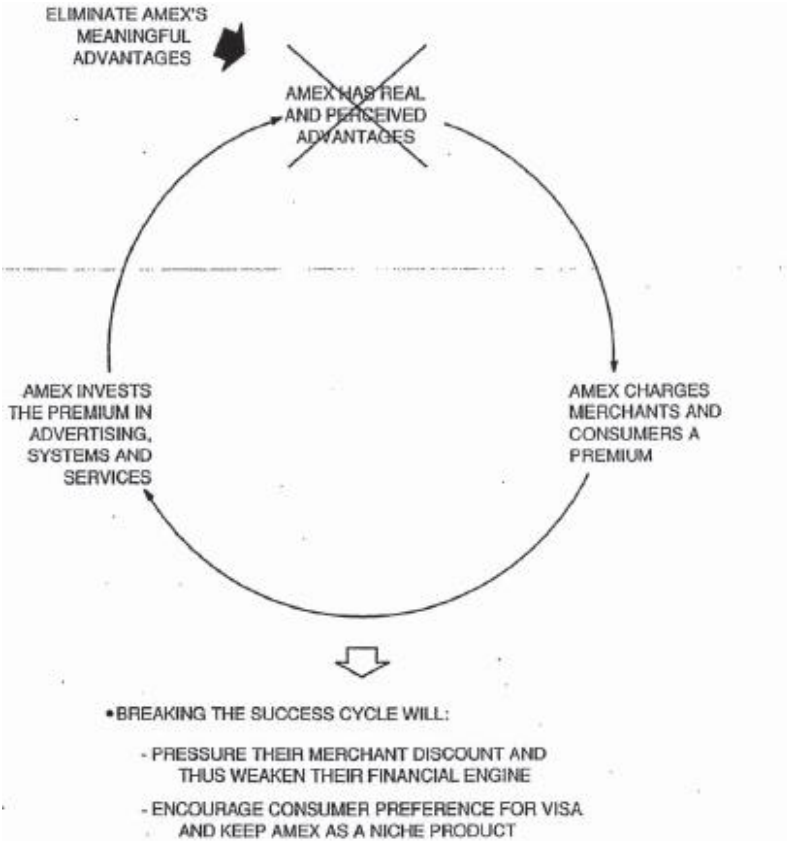 ELIMINATE AMEX'S
MEANINGFUL
ADVANTAGES
AMEX HAS REAL
AND PERCEIVED
ADVANTAGES
AMEX CHARGES
MERCHANTS AND
CONSUMERS A
PREMIUM
AMEX INVESTS
THE PREMIUM IN
ADVERTISING,
SYSTEMS AND
SERVICES
• BREAKING THE SUCCESS CYCLE WILL:
- PRESSURE THEIR MERCHANT DISCOUNT AND
THUS WEAKEN THEIR FINANCIAL ENGINE
- ENCOURAGE CONSUMER PREFERENCE FOR VISA
AND KEEP AMEX AS A NICHE PRODUCT